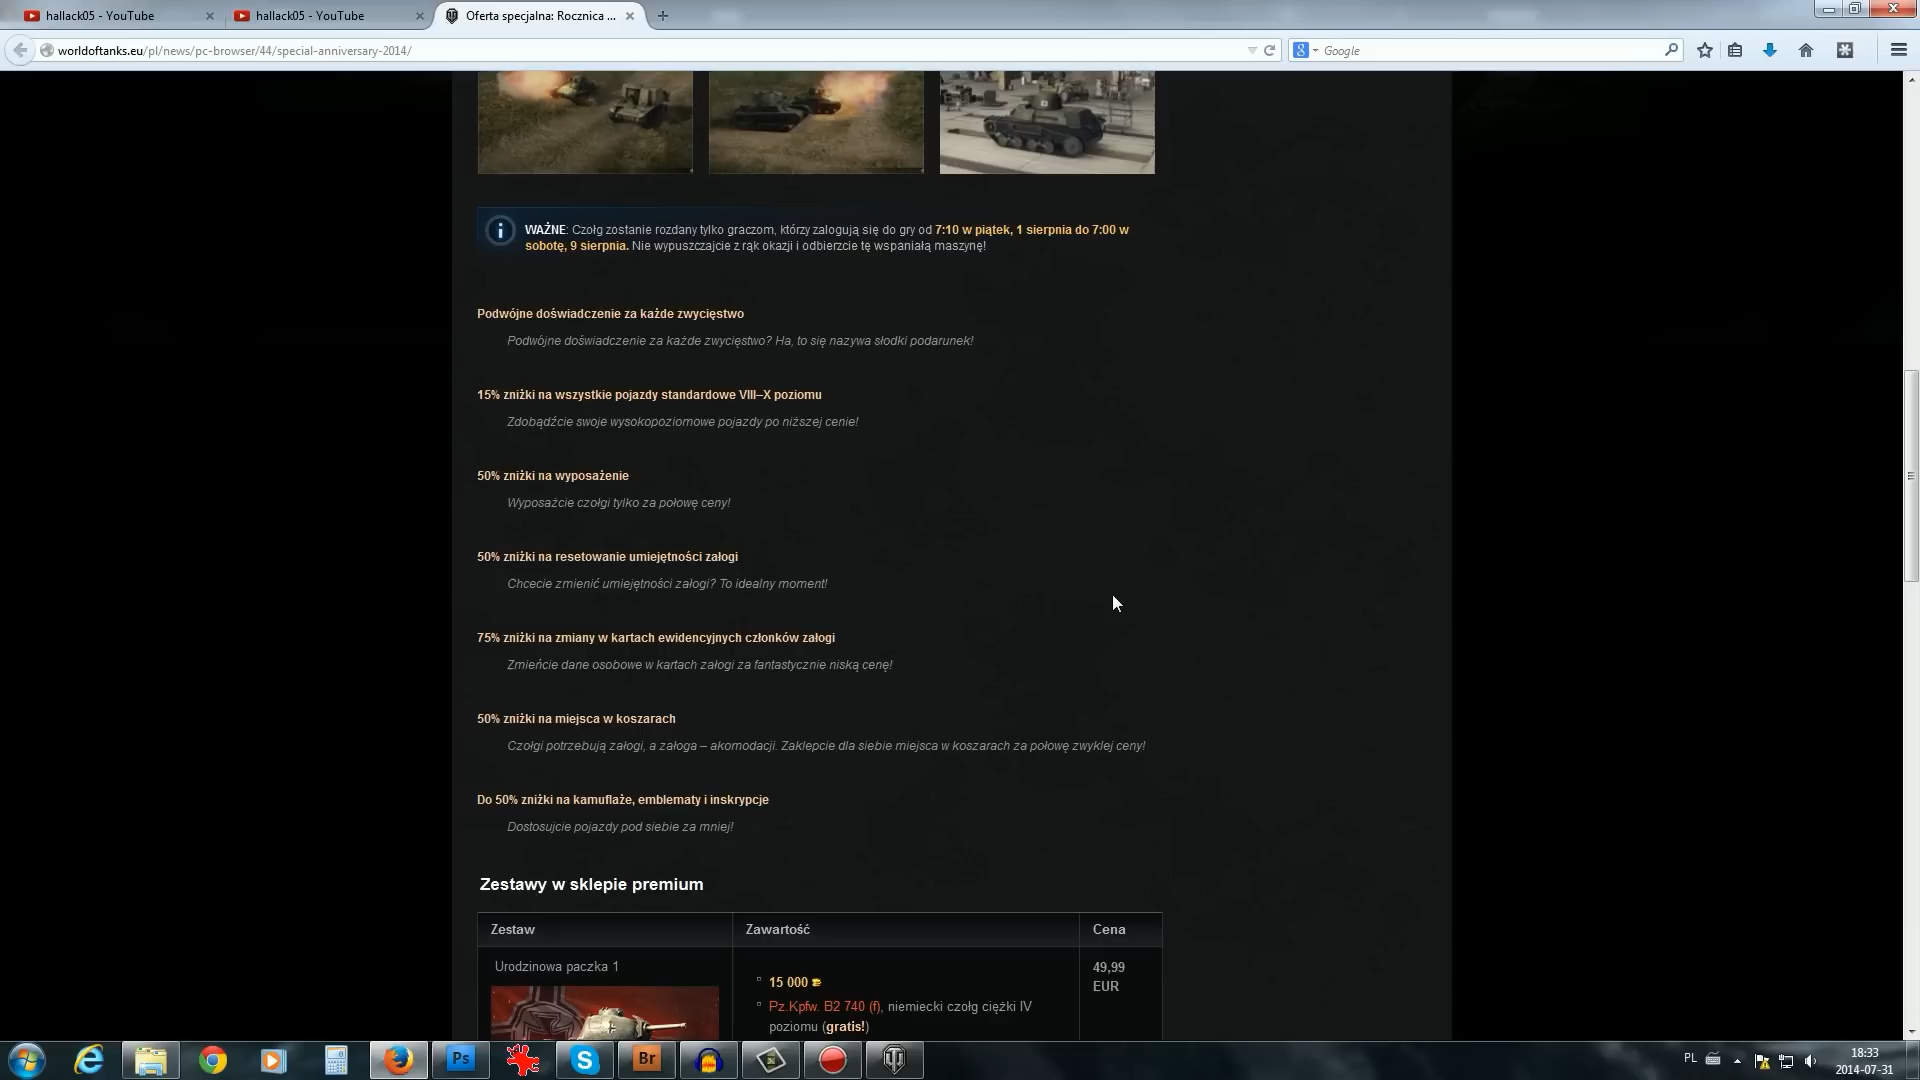 hallack05 - YouTube
hallack05 - YouTube
Oferta specjalna: Rocznica ...
worldoftanks.eu/pl/news/pc-browser/44/special-anniversary-2014/
Google
WAŻNE: Czołg zostanie rozdany tylko graczom, którzy zalogują się do gry od 7:10 w piątek, 1 sierpnia do 7:00 w
sobotę, 9 sierpnia. Nie wypuszczajcie z rąk okazji i odbierzcie tę wspaniałą maszynę!
Podwójne doświadczenie za każde zwycięstwo
Podwójne doświadczenie za każde zwycięstwo? Ha, to się nazywa słodki podarunek!
15% zniżki na wszystkie pojazdy standardowe VIII–X poziomu
Zdobądźcie swoje wysokopoziomowe pojazdy po niższej cenie!
50% zniżki na wyposażenie
Wyposażcie czołgi tylko za połowę ceny!
50% zniżki na resetowanie umiejętności załogi
Chcecie zmienić umiejętności załogi? To idealny moment!
75% zniżki na zmiany w kartach ewidencyjnych członków załogi
Zmieńcie dane osobowe w kartach załogi za fantastycznie niską cenę!
50% zniżki na miejsca w koszarach
Czołgi potrzebują załogi, a załoga – akomodacji. Zaklepcie dla siebie miejsca w koszarach za połowę zwykłej ceny!
Do 50% zniżki na kamuflaże, emblematy i inskrypcje
Dostosujcie pojazdy pod siebie za mniej!
Zestawy w sklepie premium
Zestaw
Zawartość
Cena
Urodzinowa paczka 1
15 000
Pz.Kpfw. B2 740 (f), niemiecki czołg ciężki IV
poziomu (gratis!)
49,99
EUR
Ps
Br
PL
18:33
2014-07-31